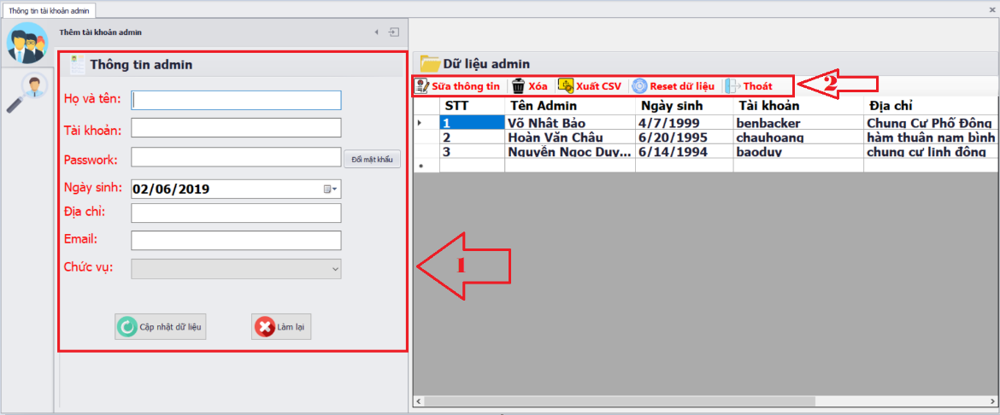 Thông tin tài khoản admin
Thêm tài khoản admin
Thông tin admin
Họ và tên:
Tài khoản:
Passwork:
Đổi mật khẩu
Ngày sinh:
02/06/2019
Địa chỉ:
Email:
Chức vụ:
Cập nhật dữ liệu
Làm lại
1
Dữ liệu admin
Sửa thông tin Xóa Xuất CSV Reset dữ liệu Thoát
2
STT Tên Admin Ngày sinh Tài khoản Địa chỉ
1 Võ Nhât Bảo 4/7/1999 benbacker Chung Cư Phố Đông
2 Hoàn Văn Châu 6/20/1995 chauhoang hàm thuân nam bình
3 Nguyễn Ngoc Duy... 6/14/1994 baoduy chung cư linh đông